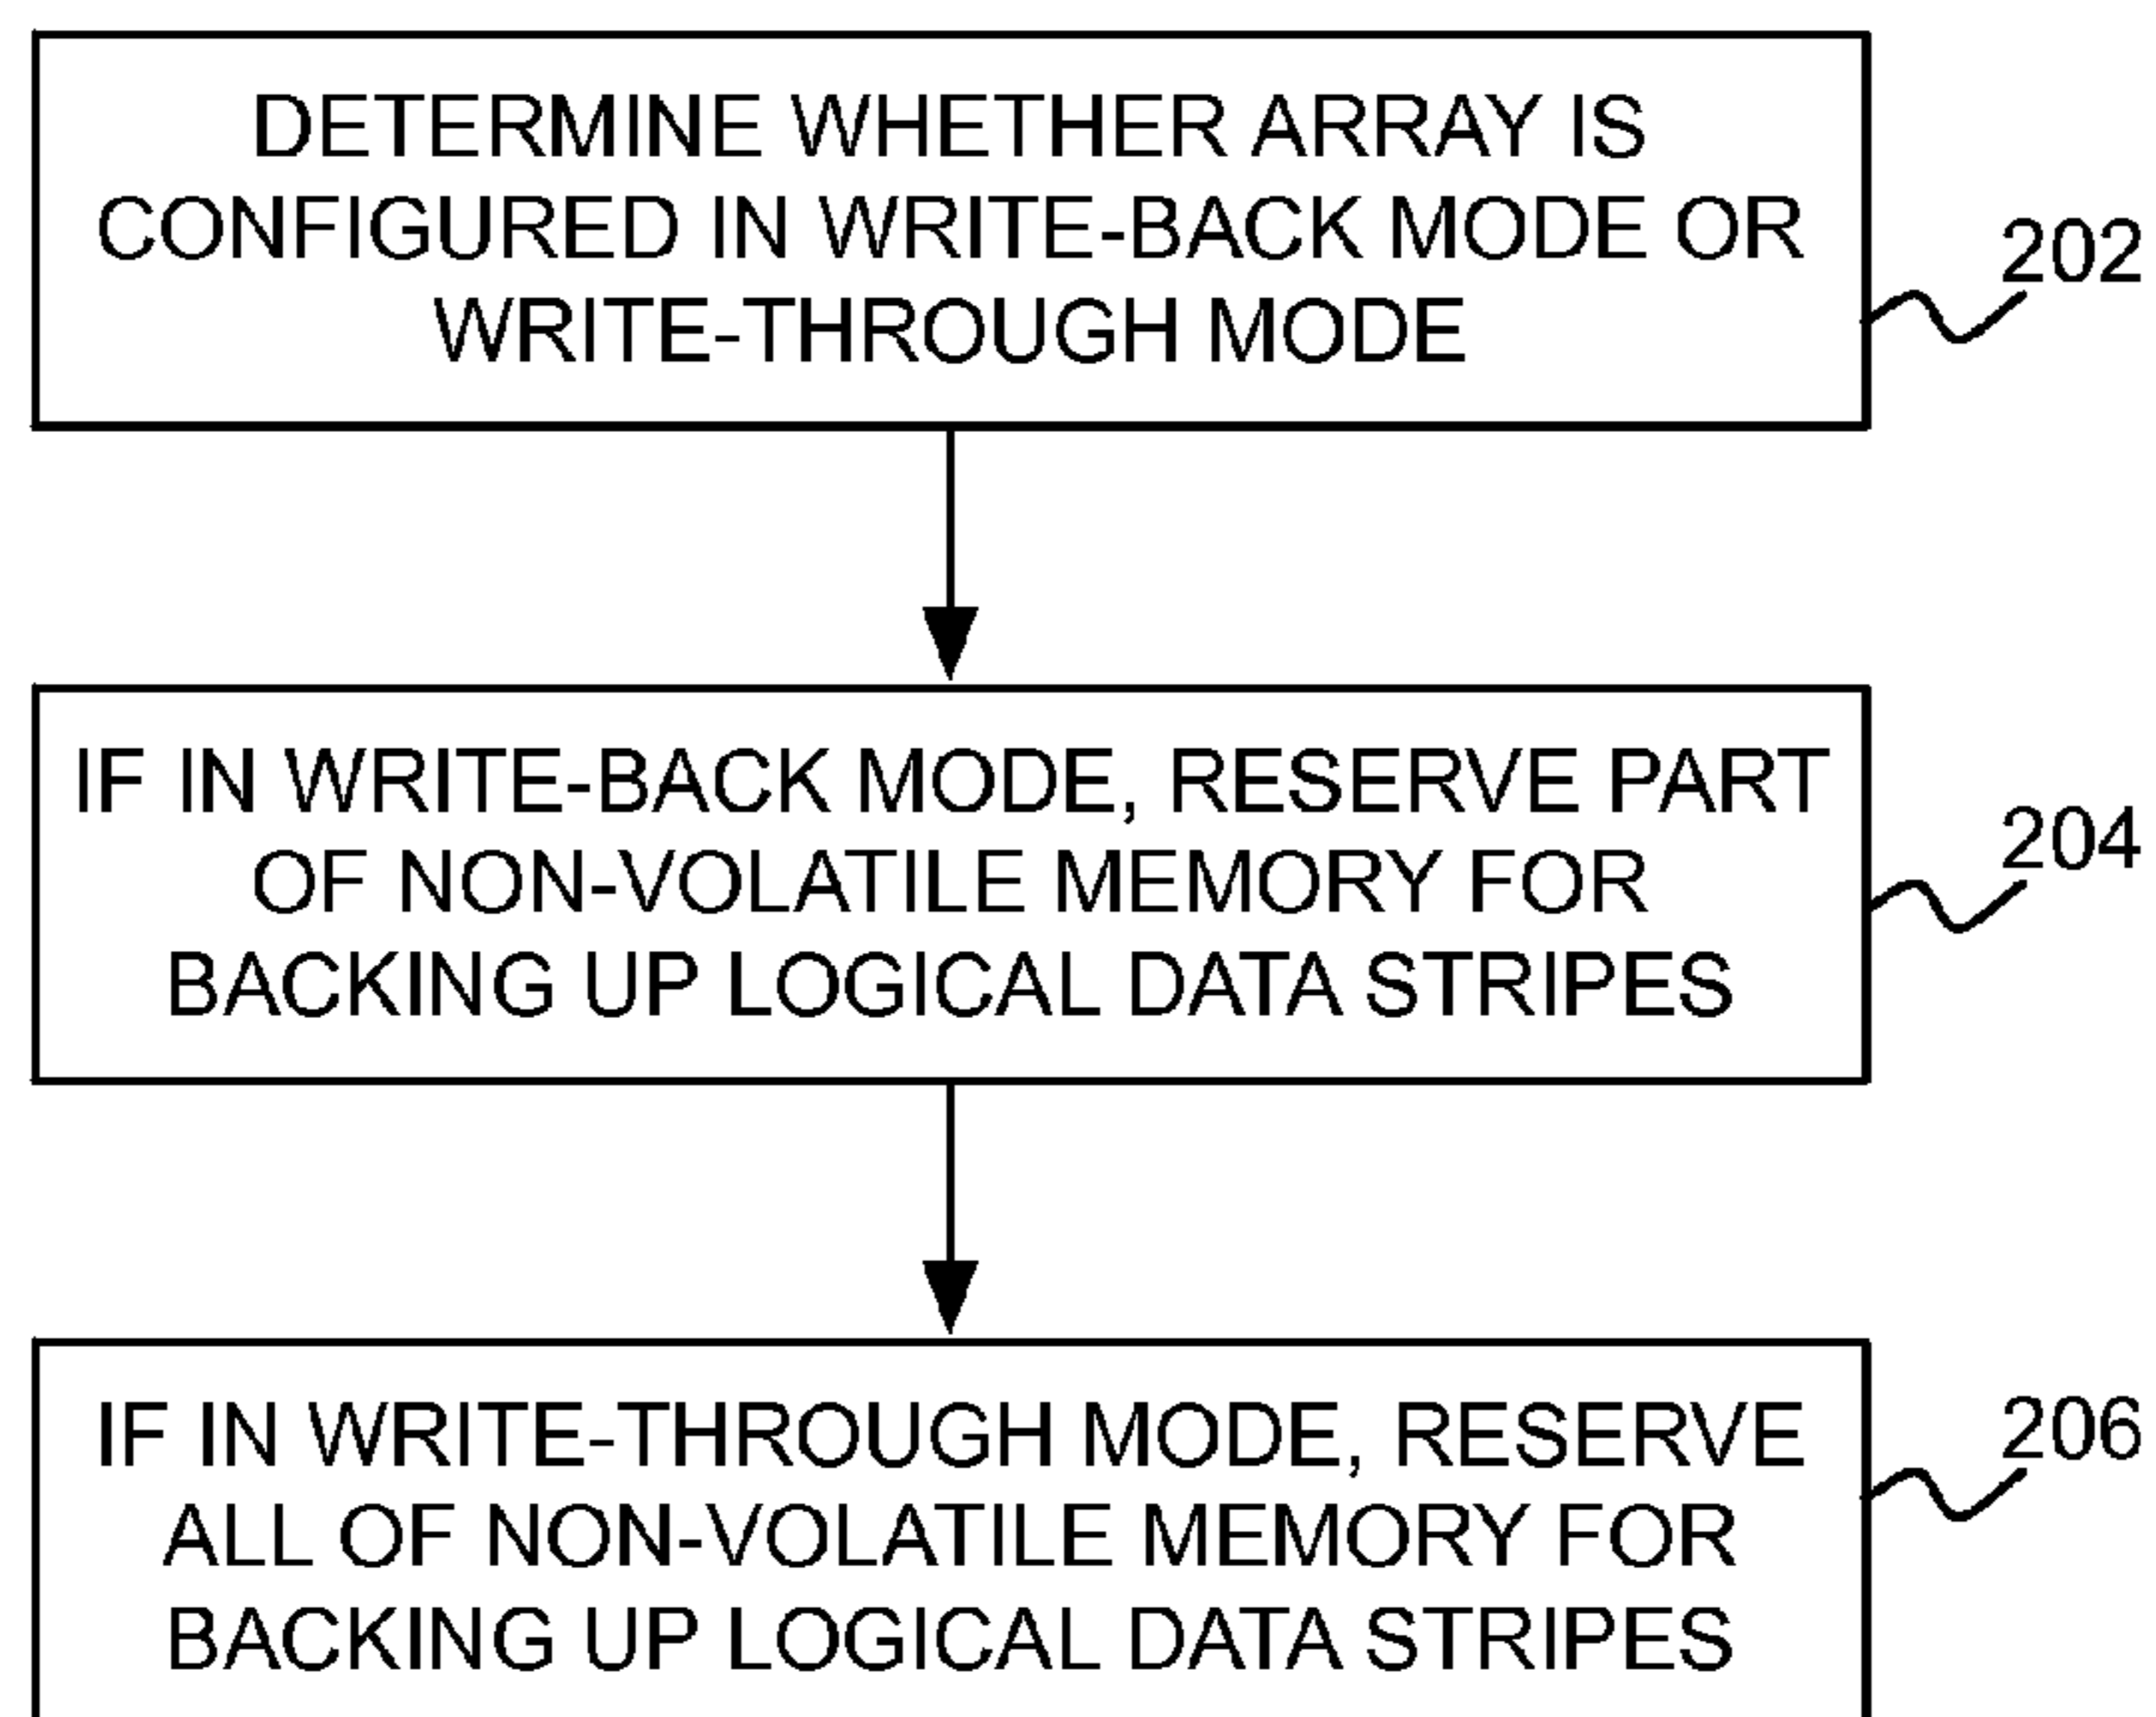 DETERMINE WHETHER ARRAY IS
CONFIGURED IN WRITE-BACK MODE OR
WRITE-THROUGH MODE
202
IF IN WRITE-BACK MODE, RESERVE PART
OF NON-VOLATILE MEMORY FOR
BACKING UP LOGICAL DATA STRIPES
204
IF IN WRITE-THROUGH MODE, RESERVE
ALL OF NON-VOLATILE MEMORY FOR
BACKING UP LOGICAL DATA STRIPES
206